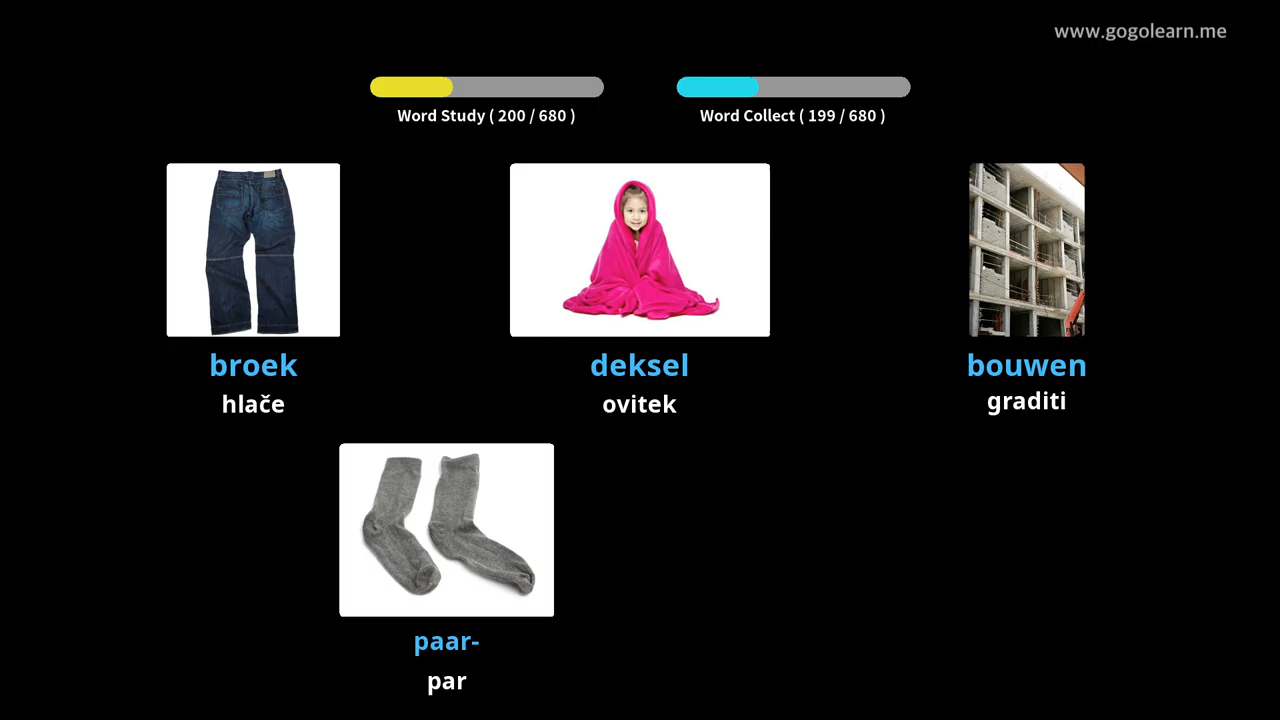 www.gogolearn.me
Word Study ( 200 / 680 )
Word Collect ( 199 / 680 )
broek
hlače
deksel
ovitek
bouwen
graditi
paar-
par